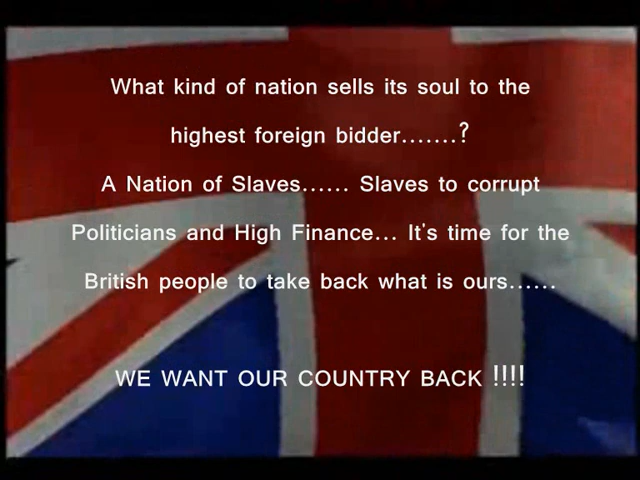 What kind of nation sells its soul to the
highest foreign bidder.......?
A Nation of Slaves...... Slaves to corrupt
Politicians and High Finance... It's time for the
British people to take back what is ours......
WE WANT OUR COUNTRY BACK !!!!